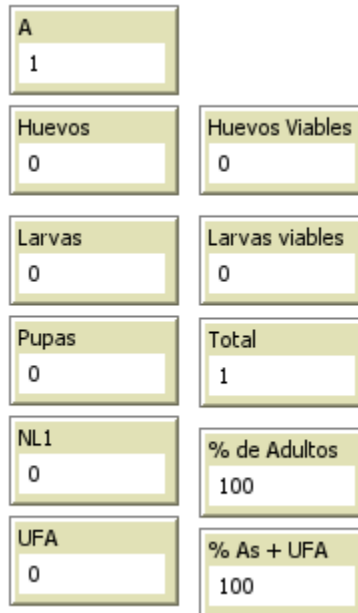 A
1
Huevos
0
Huevos Viables
0
Larvas
0
Larvas viables
0
Pupas
0
Total
1
NL1
0
% de Adultos
100
UFA
0
% As + UFA
100